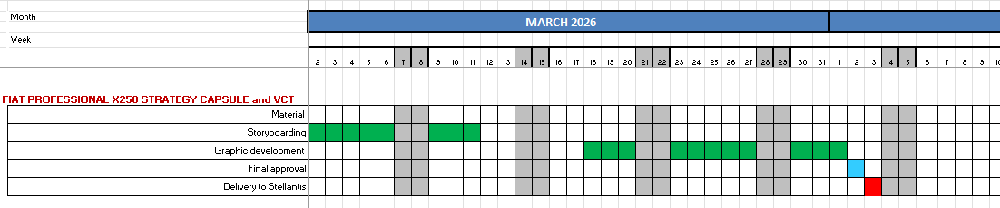 Month
MARCH 2026
Week
2 3 4 5 6 7 8 9 10 11 12 13 14 15 16 17 18 19 20 21 22 23 24 25 26 27 28 29 30 31 1 2 3 4 5 6 7 8 9 10
FIAT PROFESSIONAL X250 STRATEGY CAPSULE and VCT
Material
Storyboarding
Graphic development
Final approval
Delivery to Stellantis